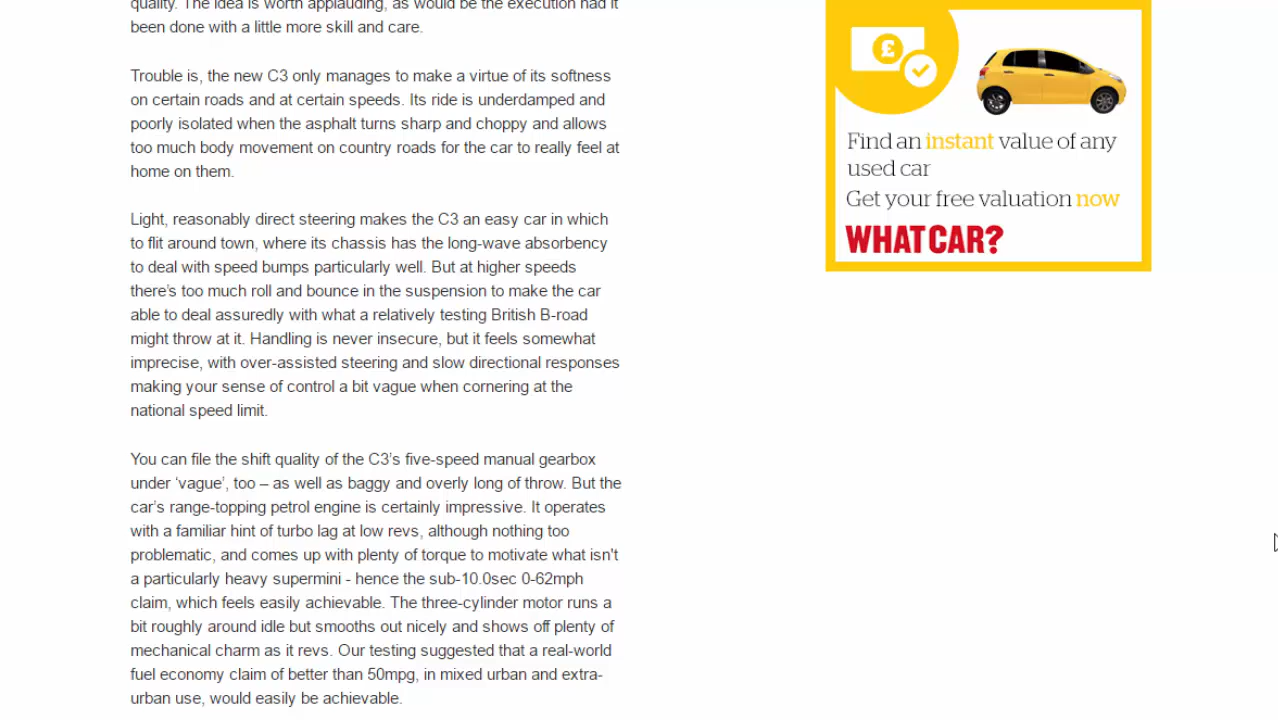 quality. The idea is worth applauding, as would be the execution had it
been done with a little more skill and care.
Trouble is, the new C3 only manages to make a virtue of its softness
on certain roads and at certain speeds. Its ride is underdamped and
poorly isolated when the asphalt turns sharp and choppy and allows
too much body movement on country roads for the car to really feel at
home on them.
Light, reasonably direct steering makes the C3 an easy car in which
to flit around town, where its chassis has the long-wave absorbency
to deal with speed bumps particularly well. But at higher speeds
there's too much roll and bounce in the suspension to make the car
able to deal assuredly with what a relatively testing British B-road
might throw at it. Handling is never insecure, but it feels somewhat
imprecise, with over-assisted steering and slow directional responses
making your sense of control a bit vague when cornering at the
national speed limit.
You can file the shift quality of the C3’s five-speed manual gearbox
under ‘vague’, too – as well as baggy and overly long of throw. But the
car’s range-topping petrol engine is certainly impressive. It operates
with a familiar hint of turbo lag at low revs, although nothing too
problematic, and comes up with plenty of torque to motivate what isn't
a particularly heavy supermini - hence the sub-10.0sec 0-62mph
claim, which feels easily achievable. The three-cylinder motor runs a
bit roughly around idle but smooths out nicely and shows off plenty of
mechanical charm as it revs. Our testing suggested that a real-world
fuel economy claim of better than 50mpg, in mixed urban and extra-
urban use, would easily be achievable.
£
Find an instant value of any
used car
Get your free valuation now
WHAT CAR?